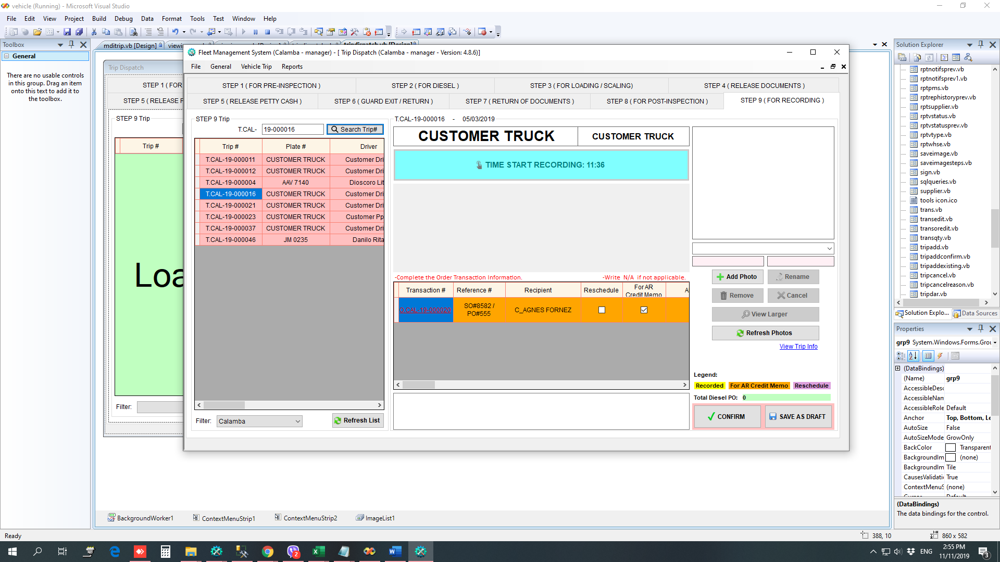 vehicle (Running) - Microsoft Visual Studio
File Edit View Project Build Debug Data Format Tools Test Window Help
Toolbox
General
There are no usable controls
in this group. Drag an item
onto this text to add it to
the toolbox.
mditrip.vb [Design]
Trip Dispatch
STEP 1 ( FOR
STEP 5 ( RELEASE
STEP 9 Trip
Trip #
Loa
Filter:
Fleet Management System (Calamba - manager) - [ Trip Dispatch (Calamba - manager - Version: 4.8.6)]
File General Vehicle Trip Reports
STEP 1 ( FOR PRE-INSPECTION ) STEP 2 ( FOR DIESEL ) STEP 3 ( FOR LOADING / SCALING) STEP 4 ( RELEASE DOCUMENTS )
STEP 5 ( RELEASE PETTY CASH ) STEP 6 ( GUARD EXIT / RETURN ) STEP 7 ( RETURN OF DOCUMENTS ) STEP 8 ( FOR POST-INSPECTION ) STEP 9 ( FOR RECORDING )
STEP 9 Trip
T.CAL- 19-000016 Search Trip#
Trip # Plate # Driver
T.CAL-19-000011 CUSTOMER TRUCK Customer Dri
T.CAL-19-000012 CUSTOMER TRUCK Customer Dri
T.CAL-19-000004 AAV 7140 Dioscoro Lit
T.CAL-19-000016 CUSTOMER TRUCK Customer Dri
T.CAL-19-000021 CUSTOMER TRUCK Customer Dri
T.CAL-19-000023 CUSTOMER TRUCK Customer Pp
T.CAL-19-000037 CUSTOMER TRUCK Customer Dri
T.CAL-19-000046 JM 0235 Danilo Rita
Filter: Calamba Refresh List
T.CAL-19-000016 - 05/03/2019
CUSTOMER TRUCK CUSTOMER TRUCK
TIME START RECORDING: 11:36
-Complete the Order Transaction Information. -Write N/A if not applicable.
Transaction # Reference # Recipient Reschedule For AR Credit Memo A
O.CAL-19-000020 SO#8582 / PO#555 C_AGNES FORNEZ
Add Photo Rename
Remove Cancel
View Larger
Refresh Photos
View Trip Info
Legend:
Recorded For AR Credit Memo Reschedule
Total Diesel PO: 0
CONFIRM SAVE AS DRAFT
BackgroundWorker1 ContextMenuStrip1 ContextMenuStrip2 ImageList1
Solution Explorer
rptnotifsprev.vb
rptnotifsprev1.vb
rptpms.vb
rptrephistoryprev.vb
rptsupplier.vb
rptvstatus.vb
rptvstatusprev.vb
rptvtype.vb
rptwhse.vb
saveimage.vb
saveimagesteps.vb
sign.vb
sqlqueries.vb
supplier.vb
tools icon.ico
trans.vb
transedit.vb
transoredit.vb
transqty.vb
tripadd.vb
tripaddconfirm.vb
tripaddexisting.vb
tripcancel.vb
tripcancelreason.vb
tripdar.vb
Solution Explo... Data Sources
Properties
grp9 System.Windows.Forms.Grou
(DataBindings)
(Name) grp9
AccessibleDesc
AccessibleNam
AccessibleRole Default
Anchor Top, Bottom, Le
AutoSize False
AutoSizeMode GrowOnly
BackColor Transparent
BackgroundIm (none)
BackgroundIm Tile
CausesValidati True
ContextMenuS (none)
(DataBindings)
The data bindings for the control.
Ready 388, 10 860 x 582
2
ENG
2:55 PM
11/11/2019
3